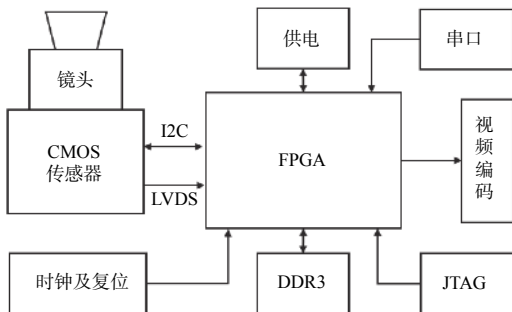 供电
串口
镜头
I2C
CMOS
传感器
FPGA
视频编码
LVDS
时钟及复位
DDR3
JTAG